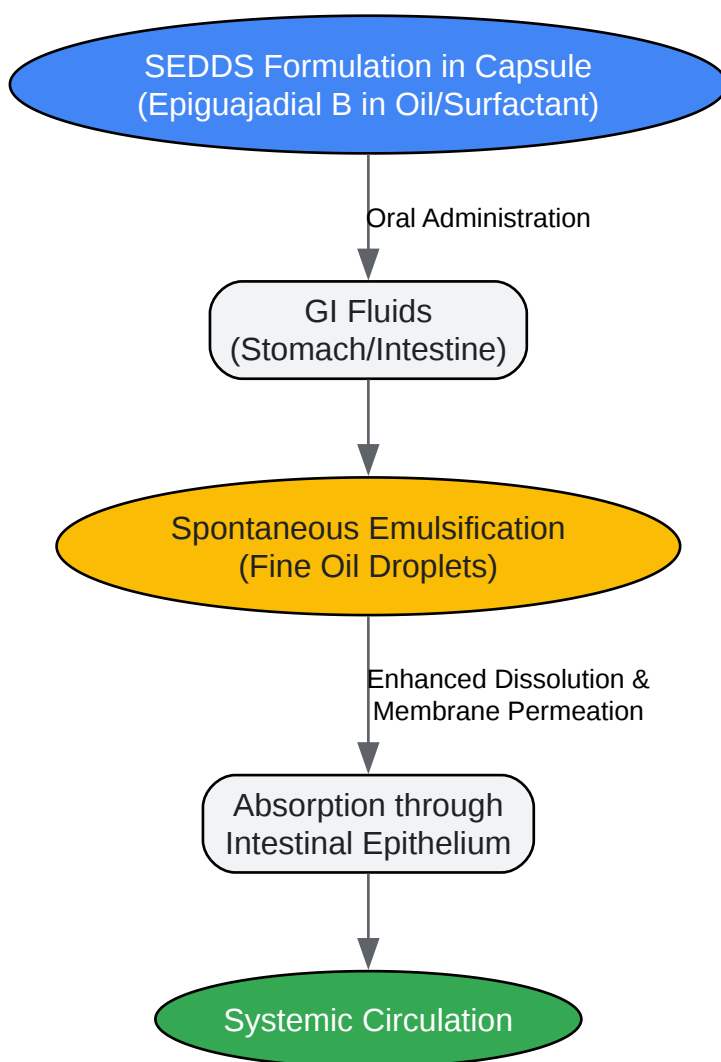 SEDDS Formulation in Capsule
(Epiguajadial B in Oil/Surfactant)
Oral Administration
GI Fluids
(Stomach/Intestine)
Spontaneous Emulsification
(Fine Oil Droplets)
Enhanced Dissolution &
Membrane Permeation
Absorption through
Intestinal Epithelium
Systemic Circulation